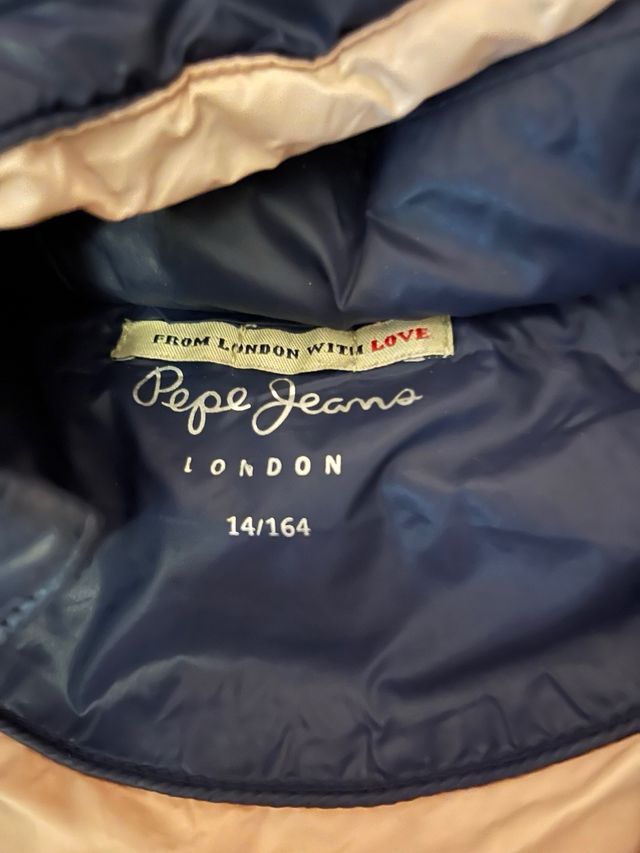 FROM LONDON WITH LOVE
Pepe Jeans
LONDON
14/164